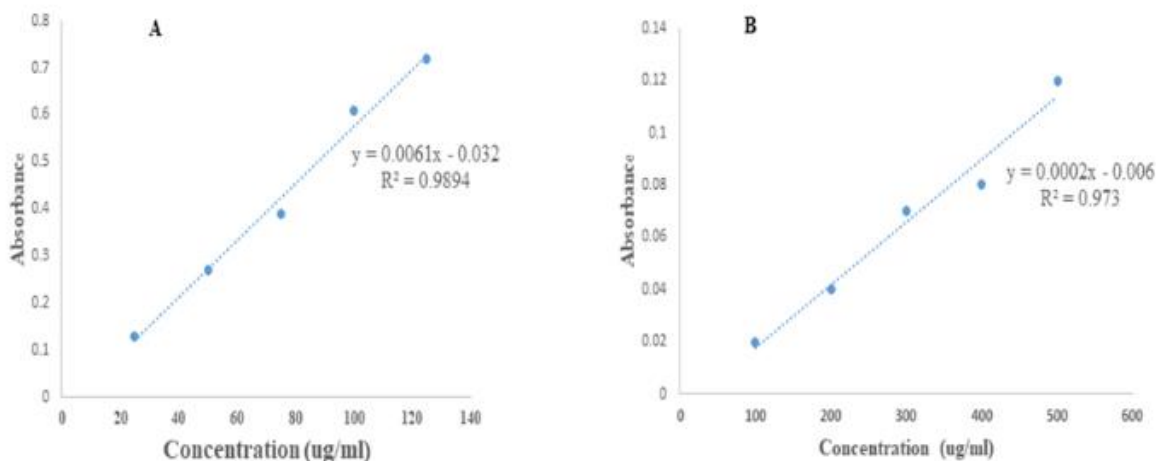 A
0.8
0.7
0.6
0.5
0.4
0.3
0.2
0.1
0
Absorbance
y = 0.0061x - 0.032
R² = 0.9894
0 20 40 60 80 100 120 140
Concentration (ug/ml)
B
0.14
0.12
0.1
0.08
0.06
0.04
0.02
0
Absorbance
y = 0.0002x - 0.006
R² = 0.973
0 100 200 300 400 500 600
Concentration (ug/ml)